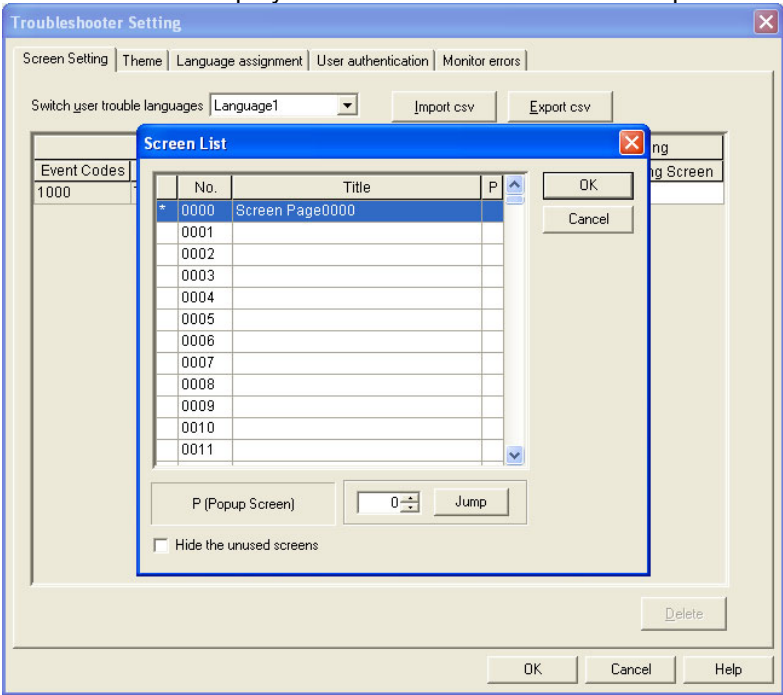 Troubleshooter Setting
Screen Setting Theme Language assignment User authentication Monitor errors
Switch user trouble languages Language1 Import csv Export csv
Screen List
ng
Event Codes g Screen
1000
No. Title P
* 0000 Screen Page0000
0001
0002
0003
0004
0005
0006
0007
0008
0009
0010
0011
OK
Cancel
P (Popup Screen) 0 Jump
Hide the unused screens
Delete
OK Cancel Help